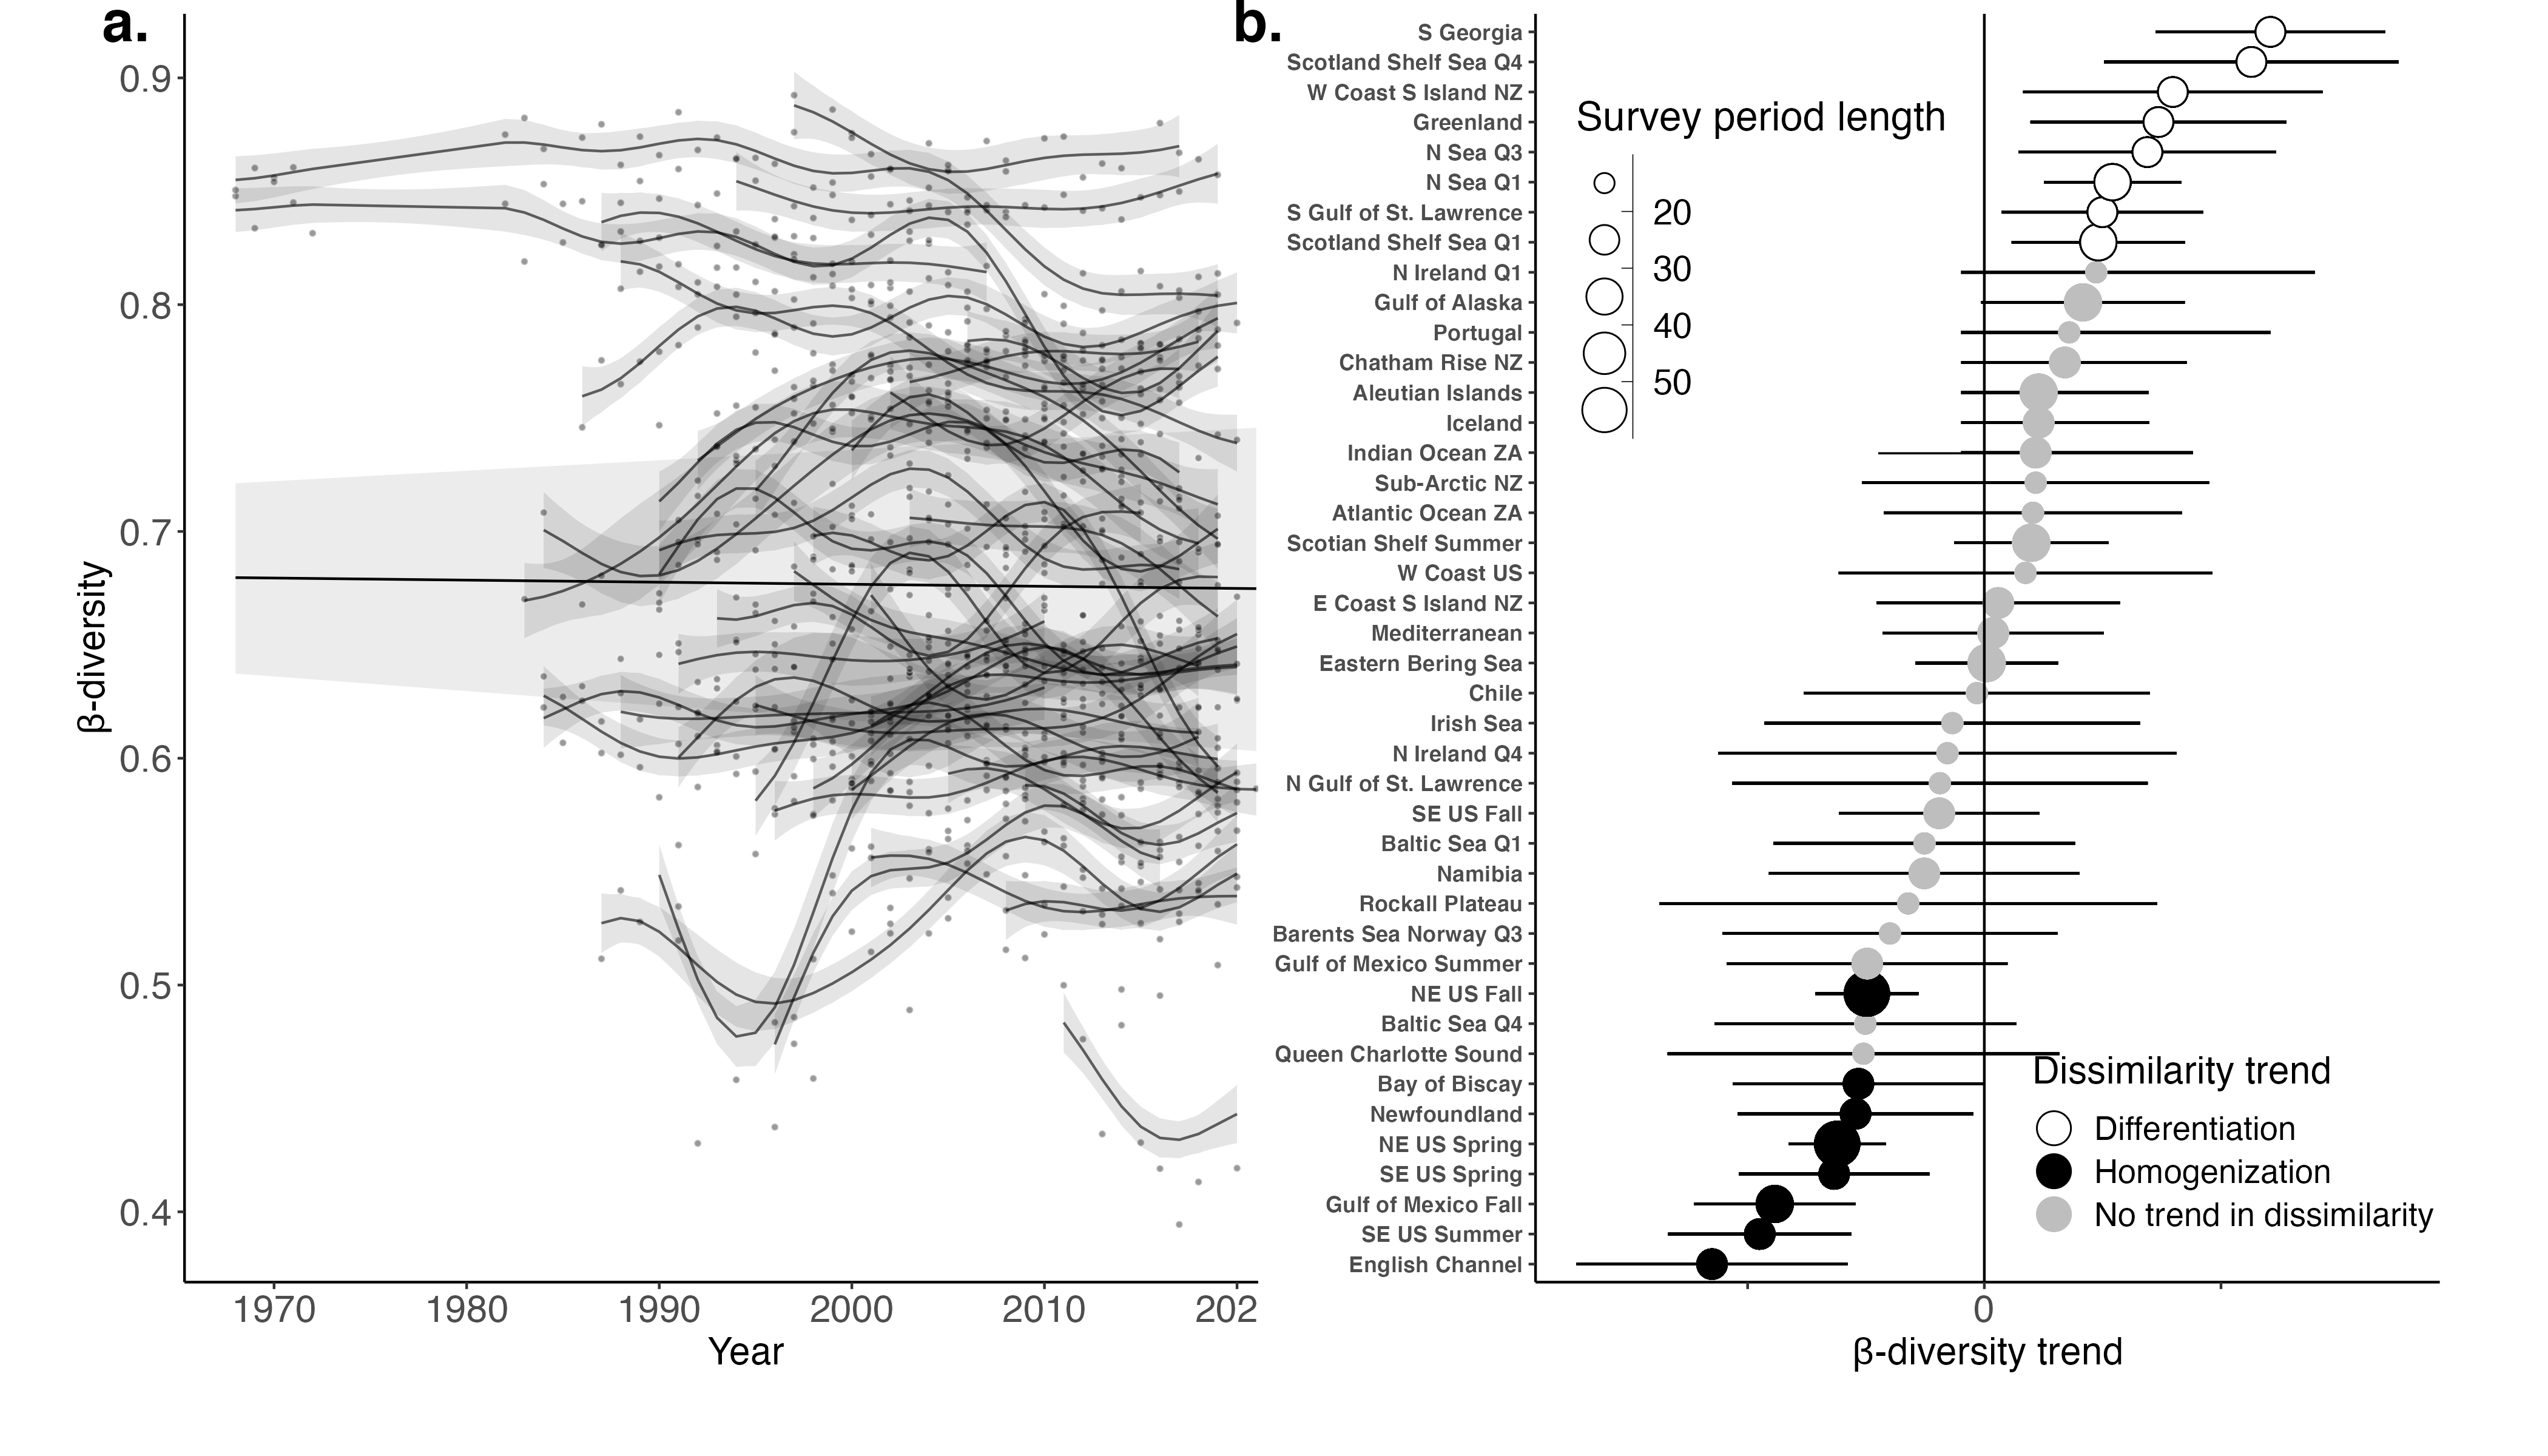 a.
0.9
0.8
0.7
0.6
0.5
0.4
β-diversity
1970 1980 1990 2000 2010 202
Year
b.
S Georgia
Scotland Shelf Sea Q4
W Coast S Island NZ
Greenland
N Sea Q3
N Sea Q1
S Gulf of St. Lawrence
Scotland Shelf Sea Q1
N Ireland Q1
Gulf of Alaska
Portugal
Chatham Rise NZ
Aleutian Islands
Iceland
Indian Ocean ZA
Sub-Arctic NZ
Atlantic Ocean ZA
Scotian Shelf Summer
W Coast US
E Coast S Island NZ
Mediterranean
Eastern Bering Sea
Chile
Irish Sea
N Ireland Q4
N Gulf of St. Lawrence
SE US Fall
Baltic Sea Q1
Namibia
Rockall Plateau
Barents Sea Norway Q3
Gulf of Mexico Summer
NE US Fall
Baltic Sea Q4
Queen Charlotte Sound
Bay of Biscay
Newfoundland
NE US Spring
SE US Spring
Gulf of Mexico Fall
SE US Summer
English Channel
Survey period length
20
30
40
50
Dissimilarity trend
Differentiation
Homogenization
No trend in dissimilarity
0
β-diversity trend